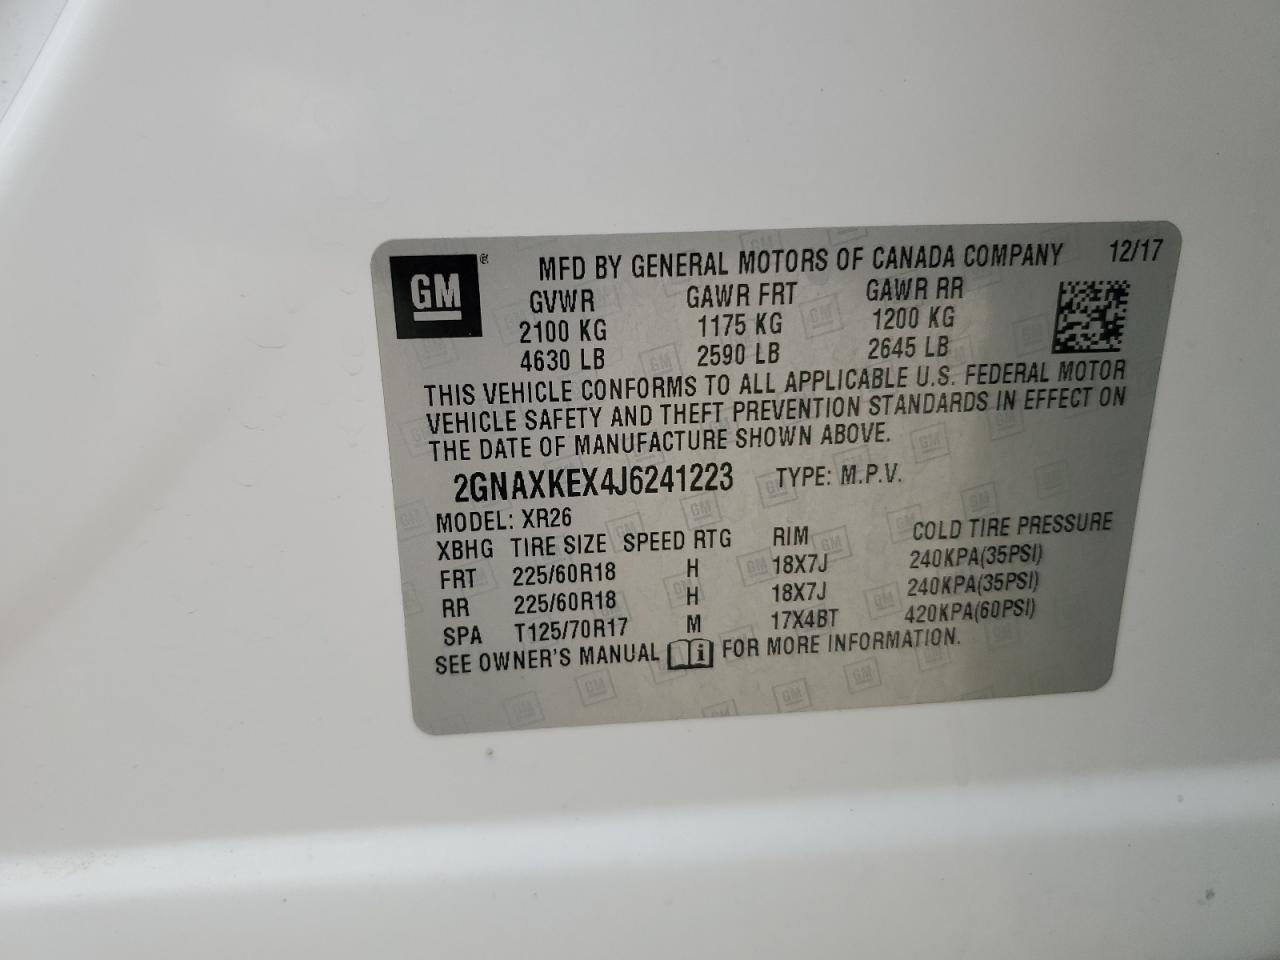 GM ® MFD BY GENERAL MOTORS OF CANADA COMPANY 12/17
GVWR GAWR FRT GAWR RR
2100 KG 1175 KG 1200 KG
4630 LB 2590 LB 2645 LB
THIS VEHICLE CONFORMS TO ALL APPLICABLE U.S. FEDERAL MOTOR
VEHICLE SAFETY AND THEFT PREVENTION STANDARDS IN EFFECT ON
THE DATE OF MANUFACTURE SHOWN ABOVE.
2GNAXKEX4J6241223 TYPE: M.P.V.
MODEL: XR26
XBHG TIRE SIZE SPEED RTG RIM COLD TIRE PRESSURE
FRT 225/60R18 H 18X7J 240KPA(35PSI)
RR 225/60R18 H 18X7J 240KPA(35PSI)
SPA T125/70R17 M 17X4BT 420KPA(60PSI)
SEE OWNER'S MANUAL i FOR MORE INFORMATION.